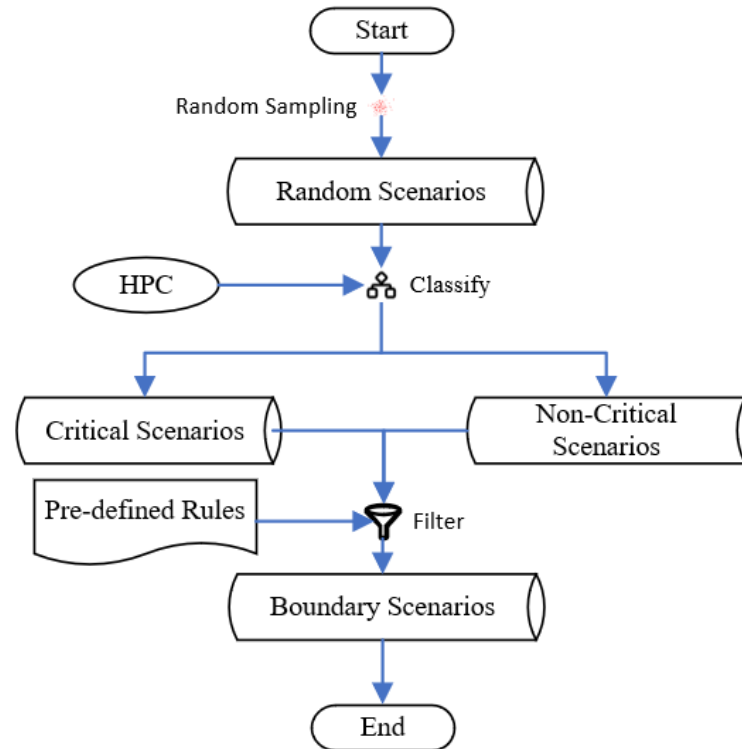 Start
Random Sampling
Random Scenarios
HPC
Classify
Critical Scenarios
Non-Critical
Scenarios
Pre-defined Rules
Filter
Boundary Scenarios
End